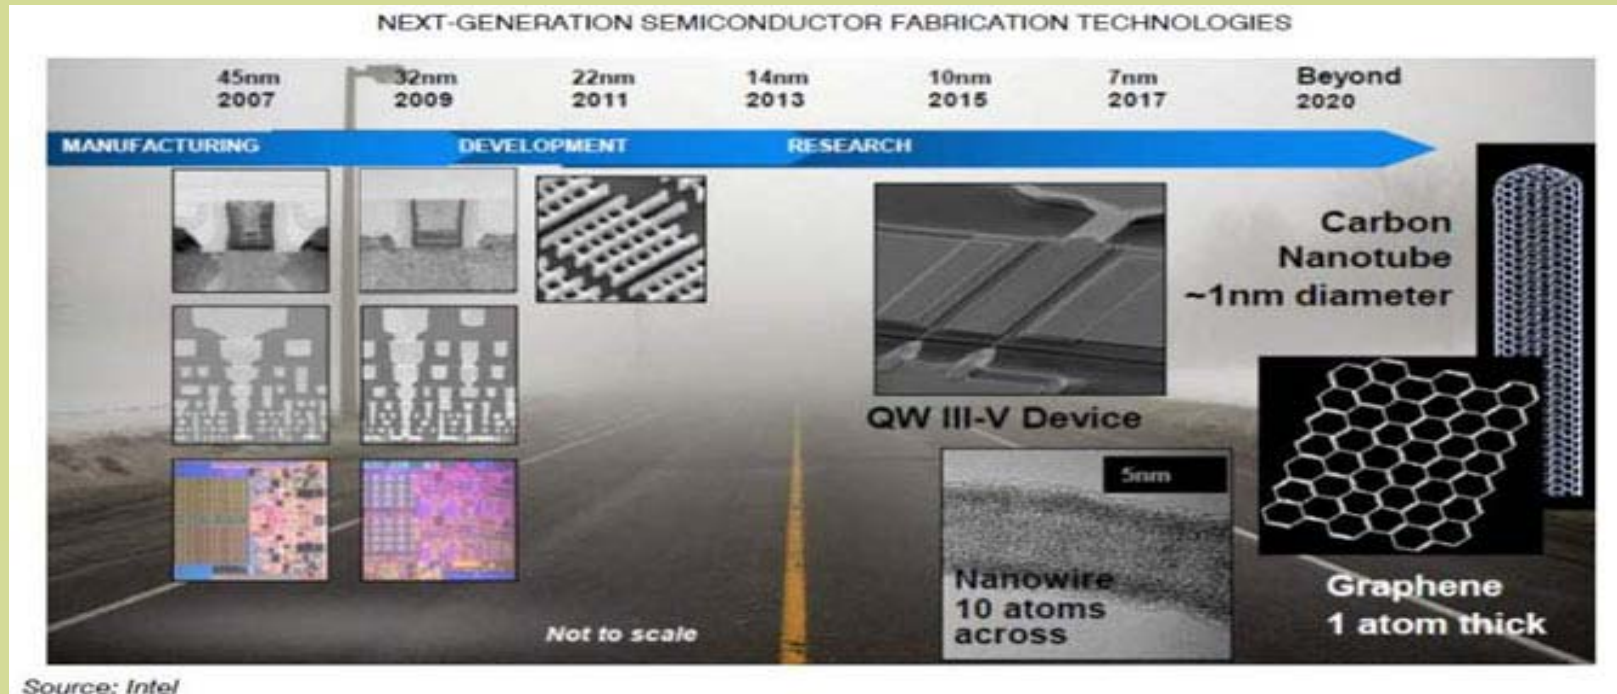 NEXT-GENERATION SEMICONDUCTOR FABRICATION TECHNOLOGIES
45nm 32nm 22nm 14nm 10nm 7nm Beyond
2007 2009 2011 2013 2015 2017 2020
MANUFACTURING DEVELOPMENT RESEARCH
Carbon
Nanotube
~1nm diameter
QW III-V Device
5nm
Nanowire
10 atoms
across
Graphene
1 atom thick
Not to scale
Source: Intel